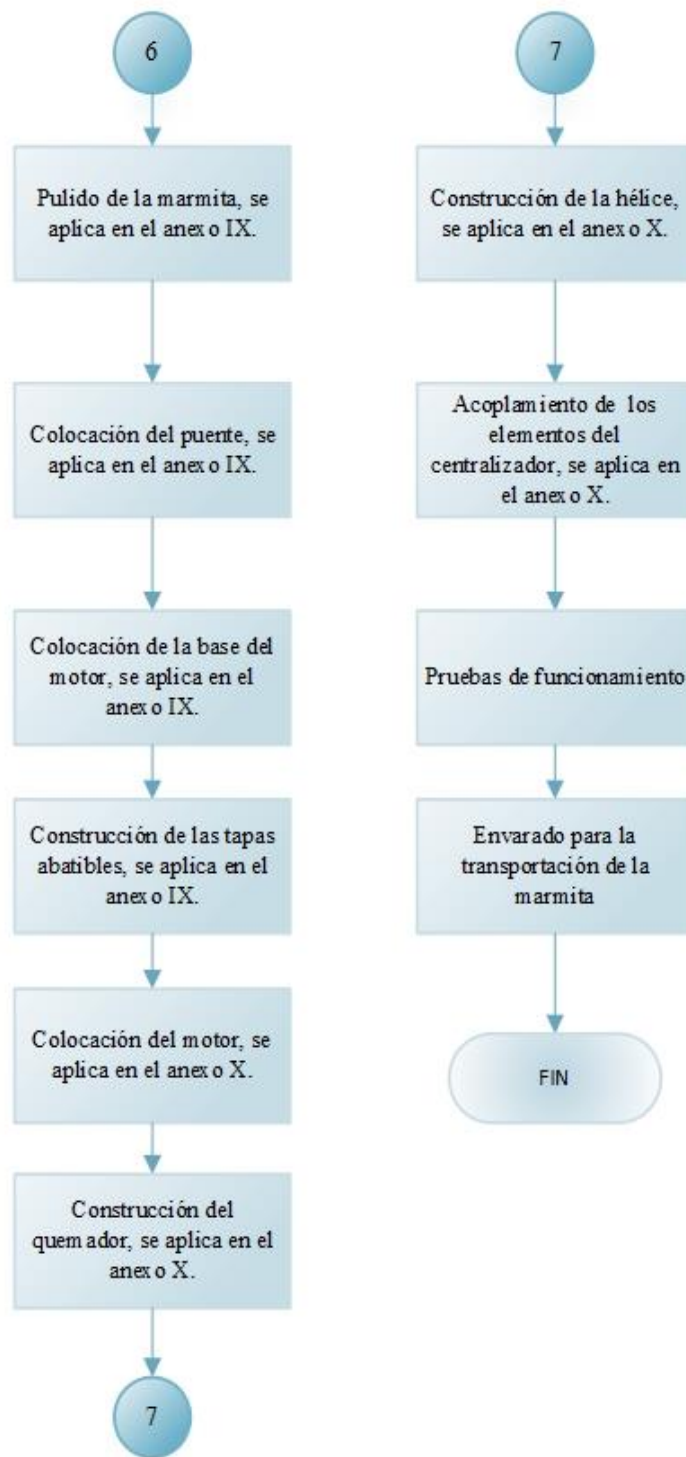 6
Pulido de la marmita, se
aplica en el anexo IX.
Colocación del puente, se
aplica en el anexo IX.
Colocación de la base del
motor, se aplica en el
anexo IX.
Construcción de las tapas
abatibles, se aplica en el
anexo IX.
Colocación del motor, se
aplica en el anexo X.
Construcción del
quemador, se aplica en el
anexo X.
7
7
Construcción de la hélice,
se aplica en el anexo X.
Acoplamiento de los
elementos del
centralizador, se aplica en
el anexo X.
Pruebas de funcionamiento
Envarado para la
transportación de la
marmita
FIN